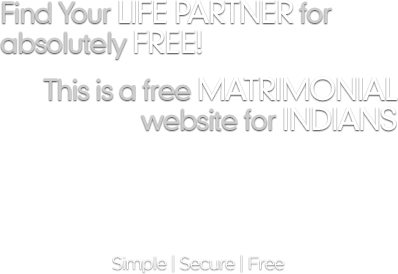 Find Your LIFE PARTNER for
absolutely FREE!
This is a free MATRIMONIAL
website for INDIANS
Simple | Secure | Free